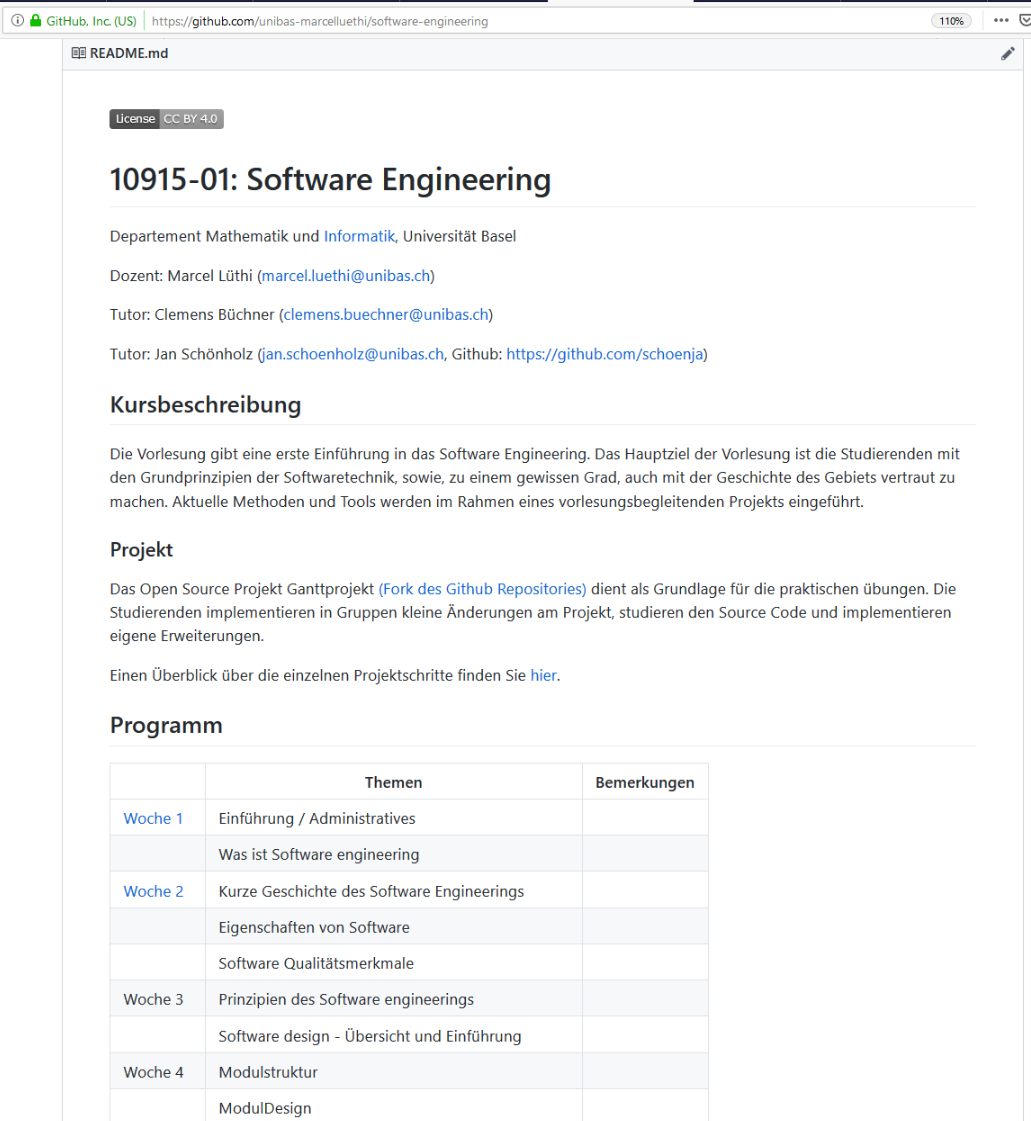 GitHub, Inc. (US) https://github.com/unibas-marcelluethi/software-engineering 110%
README.md
License CC BY 4.0
10915-01: Software Engineering
Departement Mathematik und Informatik, Universität Basel
Dozent: Marcel Lüthi (marcel.luethi@unibas.ch)
Tutor: Clemens Büchner (clemens.buechner@unibas.ch)
Tutor: Jan Schönholz (jan.schoenholz@unibas.ch, Github: https://github.com/schoenja)
Kursbeschreibung
Die Vorlesung gibt eine erste Einführung in das Software Engineering. Das Hauptziel der Vorlesung ist die Studierenden mit
den Grundprinzipien der Softwaretechnik, sowie, zu einem gewissen Grad, auch mit der Geschichte des Gebiets vertraut zu
machen. Aktuelle Methoden und Tools werden im Rahmen eines vorlesungsbegleitenden Projekts eingeführt.
Projekt
Das Open Source Projekt Ganttprojekt (Fork des Github Repositories) dient als Grundlage für die praktischen übungen. Die
Studierenden implementieren in Gruppen kleine Änderungen am Projekt, studieren den Source Code und implementieren
eigene Erweiterungen.
Einen Überblick über die einzelnen Projektschritte finden Sie hier.
Programm
Themen Bemerkungen
Woche 1 Einführung / Administratives
Was ist Software engineering
Woche 2 Kurze Geschichte des Software Engineerings
Eigenschaften von Software
Software Qualitätsmerkmale
Woche 3 Prinzipien des Software engineerings
Software design - Übersicht und Einführung
Woche 4 Modulstruktur
ModulDesign